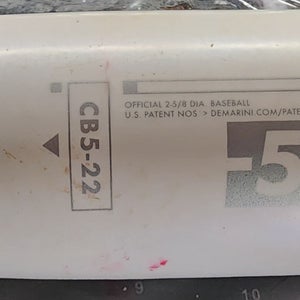 CB5-22
OFFICIAL 2-5/8 DIA. BASEBALL
U.S. PATENT NOS > DEMARINI.COM/PATE
-5
9
10